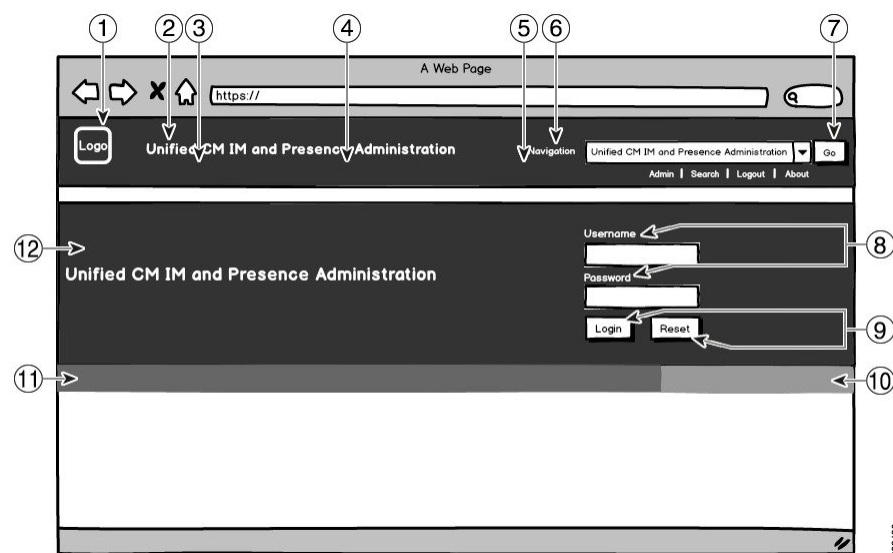 1 2 3 4 5 6 7
A Web Page
https://
Logo Unified CM IM and Presence Administration Navigation Unified CM IM and Presence Administration Go
Admin | Search | Logout | About
Username
8
12
Unified CM IM and Presence Administration
Password
Login Reset
9
11 10